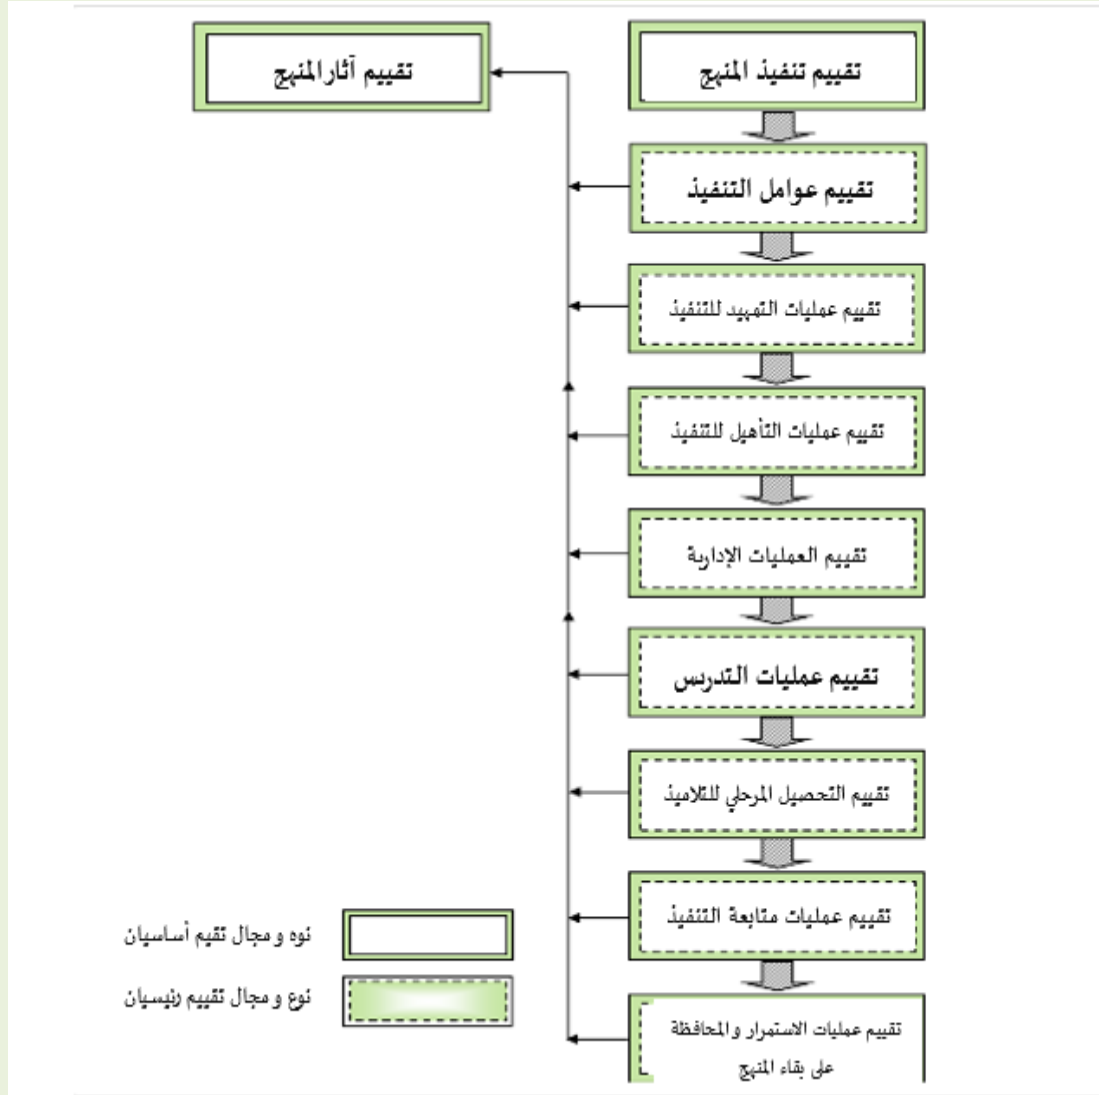 تقييم تنفيذ المنهج
تقييم آثار المنهج
تقييم عوامل التنفيذ
تقييم عمليات التمهيد للتنفيذ
تقييم عمليات التأهيل للتنفيذ
تقييم العمليات الإدارية
تقييم عمليات التدريس
تقييم التحصيل المرحلي للتلاميذ
تقييم عمليات متابعة التنفيذ
تقييم عمليات الاستمرار والمحافظة
على بقاء المنهج
نوه و مجال تقيم أساسيان
نوع و مجال تقييم رئيسيان